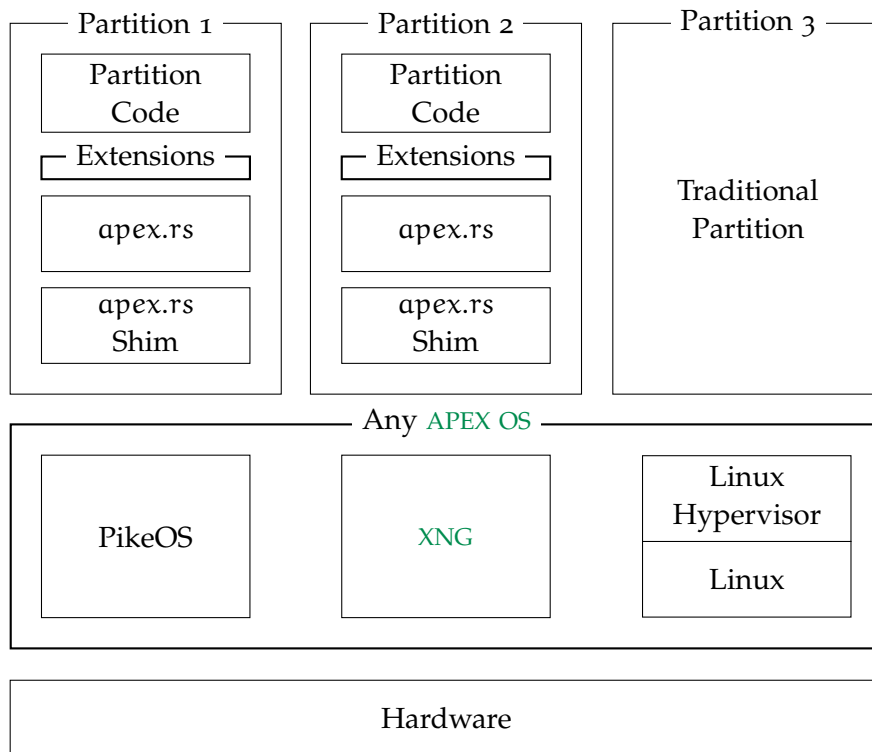 Partition 1
Partition
Code
Extensions
apex.rs
apex.rs
Shim
Partition 2
Partition
Code
Extensions
apex.rs
apex.rs
Shim
Partition 3
Traditional
Partition
Any APEX OS
PikeOS
XNG
Linux
Hypervisor
Linux
Hardware